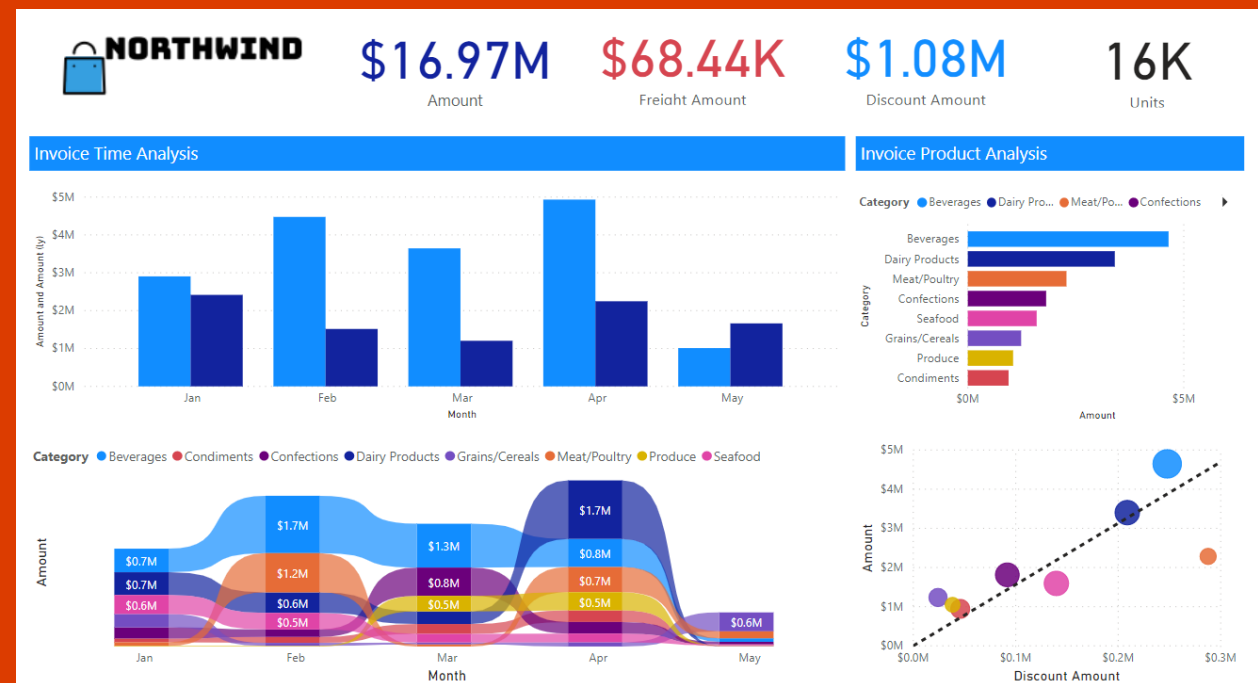 NORTHWIND
$16.97M
Amount
$68.44K
Freight Amount
$1.08M
Discount Amount
16K
Units
Invoice Time Analysis
$5M
$4M
$3M
$2M
$1M
$0M
Amount and Amount (ly)
Jan Feb Mar Apr May
Month
Invoice Product Analysis
Category Beverages Dairy Pro... Meat/Po... Confections
Category
Beverages
Dairy Products
Meat/Poultry
Confections
Seafood
Grains/Cereals
Produce
Condiments
$0M $5M
Amount
Category Beverages Condiments Confections Dairy Products Grains/Cereals Meat/Poultry Produce Seafood
Amount
$0.7M
$0.7M
$0.6M
$1.7M
$1.2M
$0.6M
$0.5M
$1.3M
$0.8M
$0.5M
$1.7M
$0.8M
$0.7M
$0.5M
$0.6M
Jan Feb Mar Apr May
Month
$5M
$4M
$3M
$2M
$1M
$0M
Amount
$0.0M $0.1M $0.2M $0.3M
Discount Amount